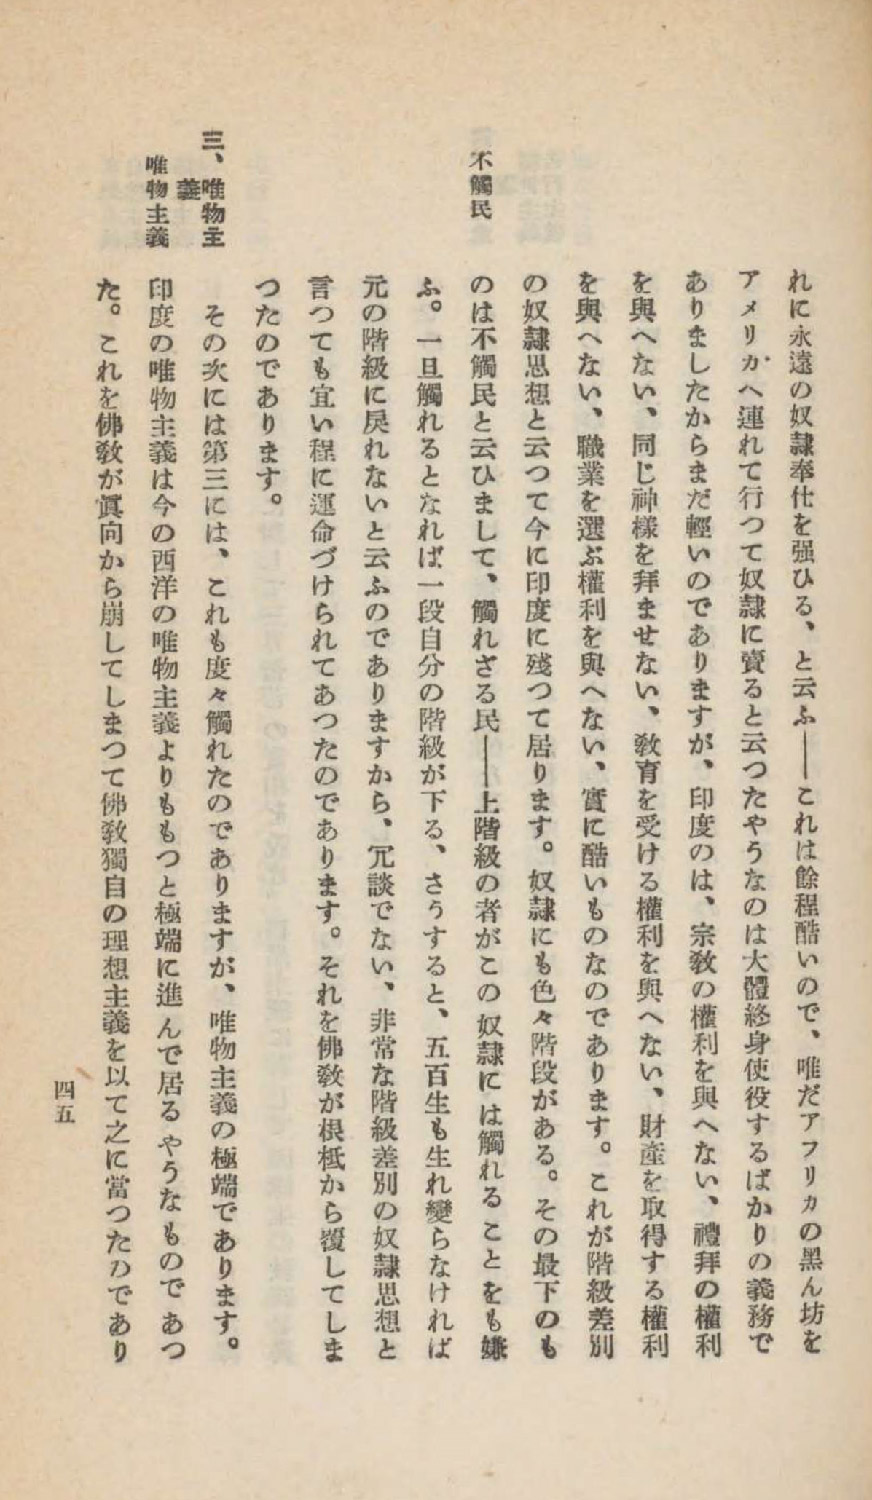 れに永遠の奴隷奉仕を强ひる、と云ふ――これは餘程酷いので、唯だアフリカの黑ん坊を
アメリカへ連れて行つて奴隷に賣ると云つたやうなのは大體終身使役するばかりの義務で
ありましたからまだ輕いのでありますが、印度のは、宗敎の權利を與へない、禮拜の權利
を與へない、同じ神樣を拜ませない、敎育を受ける權利を與へない、財產を取得する權利
を與へない、職業を選ぶ權利を與へない、實に酷いものなのであります。これが階級差別
の奴隷思想と云つて今に印度に殘つて居ります。奴隷にも色々階段がある。その最下のも
不觸民
のは不觸民と云ひまして、觸れざる民――上階級の者がこの奴隷には觸れることをも嫌
ふ。一旦觸れるとなれば一段自分の階級が下る、さうすると、五百生も生れ變らなければ
元の階級に戾れないと云ふのでありますから、冗談でない、非常な階級差別の奴隷思想と
言つても宜い程に運命づけられてあつたのであります。それを佛敎が根柢から覆してしま
つたのであります。
三、唯物主
義
その次には第三には、これも度々觸れたのでありますが、唯物主義の極端であります。
唯物主義
印度の唯物主義は今の西洋の唯物主義よりももつと極端に進んで居るやうなものであつ
た。これを佛敎が眞向から崩してしまつて佛敎獨自の理想主義を以て之に當つたのであり
四五